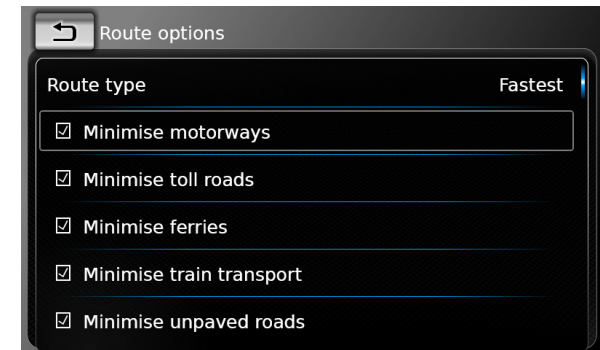 Route options
Route type Fastest
Minimise motorways
Minimise toll roads
Minimise ferries
Minimise train transport
Minimise unpaved roads